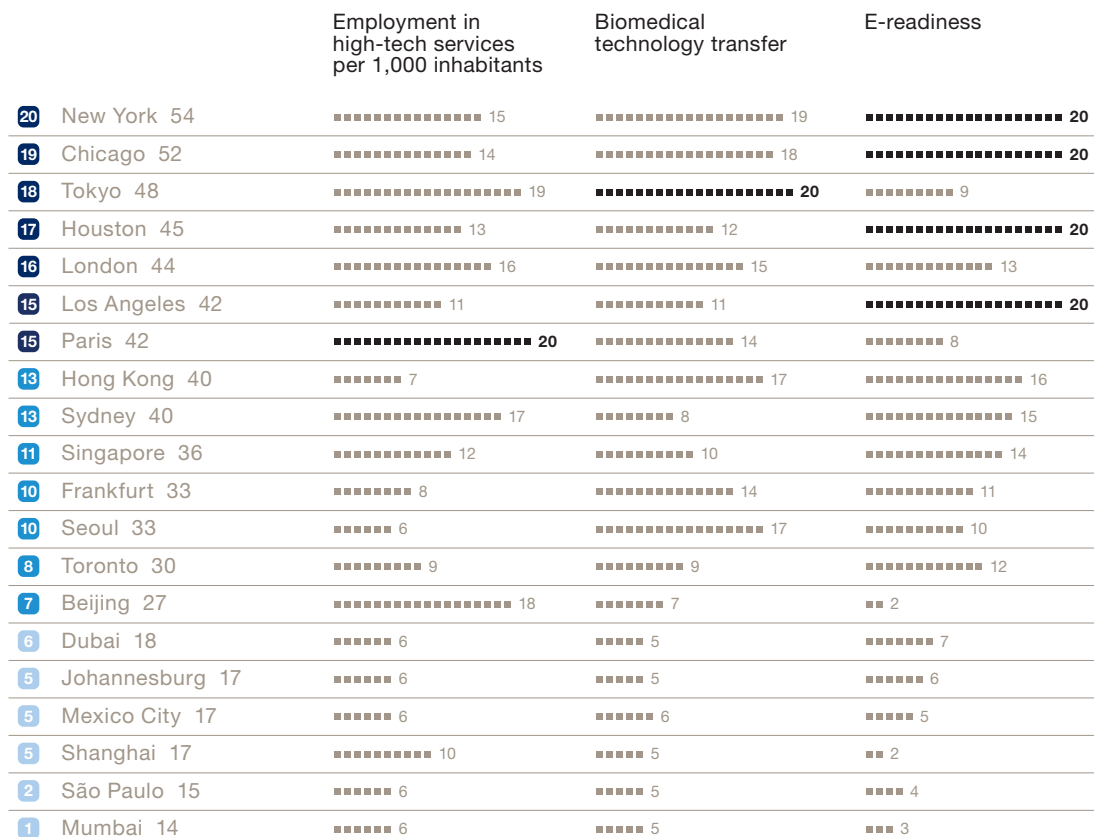 Employment in
high-tech services
per 1,000 inhabitants
Biomedical
technology transfer
E-readiness
20 New York 54 15 19 20
19 Chicago 52 14 18 20
18 Tokyo 48 19 20 9
17 Houston 45 13 12 20
16 London 44 16 15 13
15 Los Angeles 42 11 11 20
15 Paris 42 20 14 8
13 Hong Kong 40 7 17 16
13 Sydney 40 17 8 15
11 Singapore 36 12 10 14
10 Frankfurt 33 8 14 11
10 Seoul 33 6 17 10
8 Toronto 30 9 9 12
7 Beijing 27 18 7 2
6 Dubai 18 6 5 7
5 Johannesburg 17 6 5 6
5 Mexico City 17 6 6 5
5 Shanghai 17 10 5 2
2 São Paulo 15 6 5 4
1 Mumbai 14 6 5 3